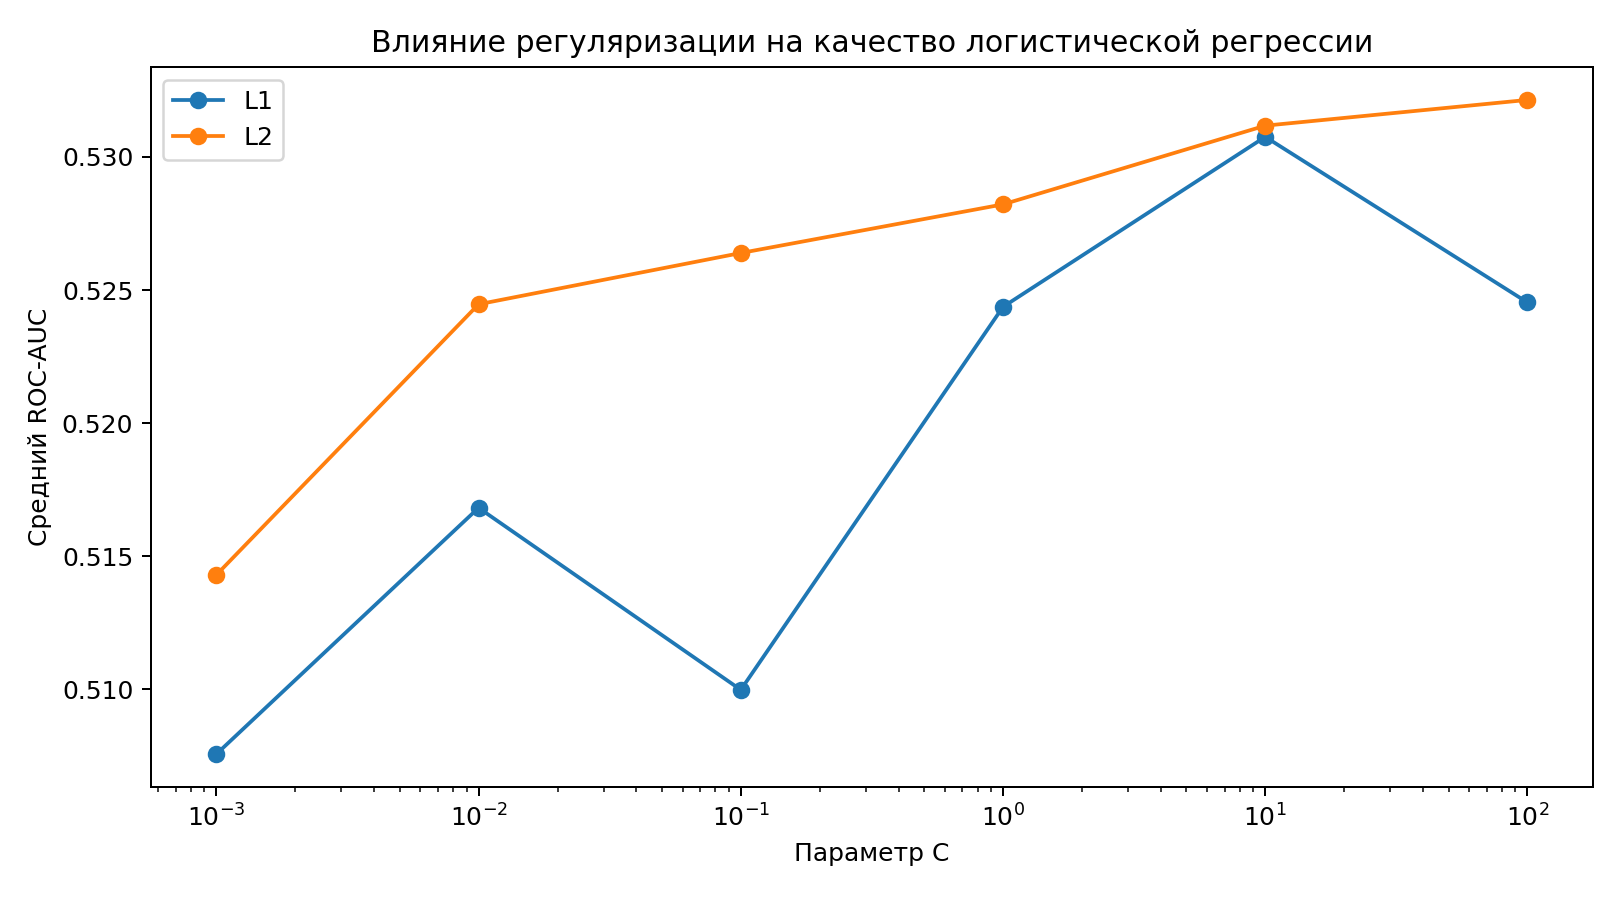 Влияние регуляризации на качество логистической регрессии
L1
L2
0.530
0.525
0.520
0.515
0.510
Средний ROC-AUC
10⁻³ 10⁻² 10⁻¹ 10⁰ 10¹ 10²
Параметр C